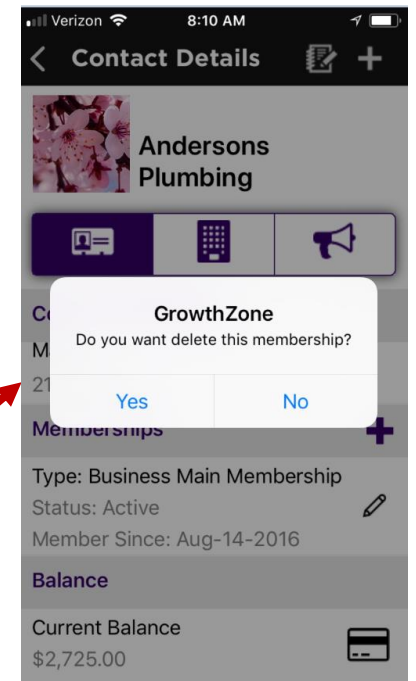 Verizon 8:10 AM
Contact Details
Andersons
Plumbing
GrowthZone
Do you want delete this membership?
Yes
No
Memberships
Type: Business Main Membership
Status: Active
Member Since: Aug-14-2016
Balance
Current Balance
$2,725.00